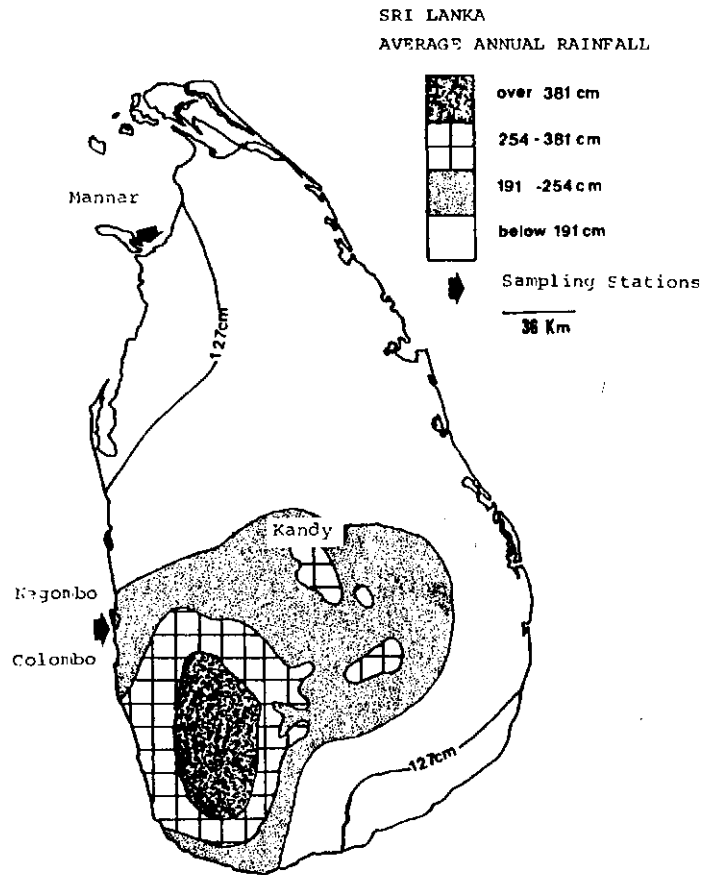 SRI LANKA
AVERAGE ANNUAL RAINFALL
over 381 cm
254 - 381 cm
191 - 254 cm
below 191 cm
Sampling Stations
36 Km
Mannar
127cm
Kandy
Negombo
Colombo
127cm